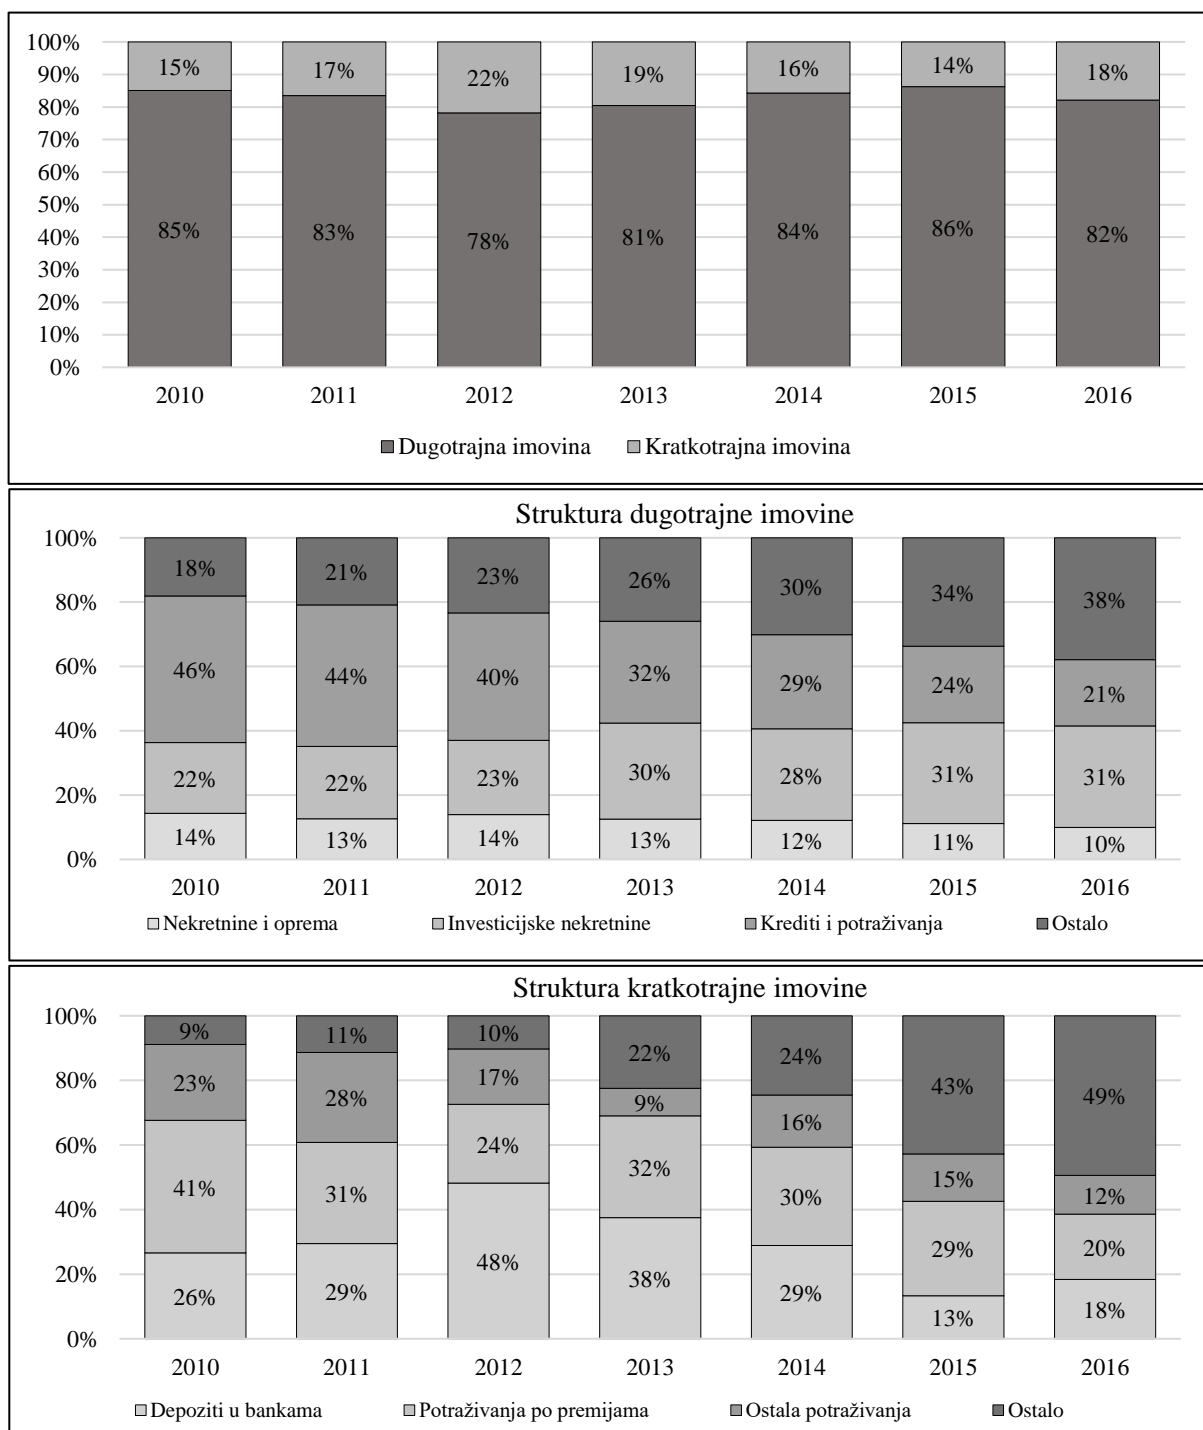 100%
90%
80%
70%
60%
50%
40%
30%
20%
10%
0%
15% 17% 22% 19% 16% 14% 18%
85% 83% 78% 81% 84% 86% 82%
2010 2011 2012 2013 2014 2015 2016
Dugotrajna imovina Kratkotrajna imovina
Struktura dugotrajne imovine
100%
80%
60%
40%
20%
0%
18% 21% 23% 26% 30% 34% 38%
46% 44% 40% 32% 29% 24% 21%
22% 22% 23% 30% 28% 31% 31%
14% 13% 14% 13% 12% 11% 10%
2010 2011 2012 2013 2014 2015 2016
Nekretnine i oprema Investicijske nekretnine Krediti i potraživanja Ostalo
Struktura kratkotrajne imovine
100%
80%
60%
40%
20%
0%
9% 11% 10% 22% 24% 43% 49%
23% 28% 17% 9% 16% 15% 12%
41% 31% 24% 32% 30% 29% 20%
26% 29% 48% 38% 29% 13% 18%
2010 2011 2012 2013 2014 2015 2016
Depoziti u bankama Potraživanja po premijama Ostala potraživanja Ostalo